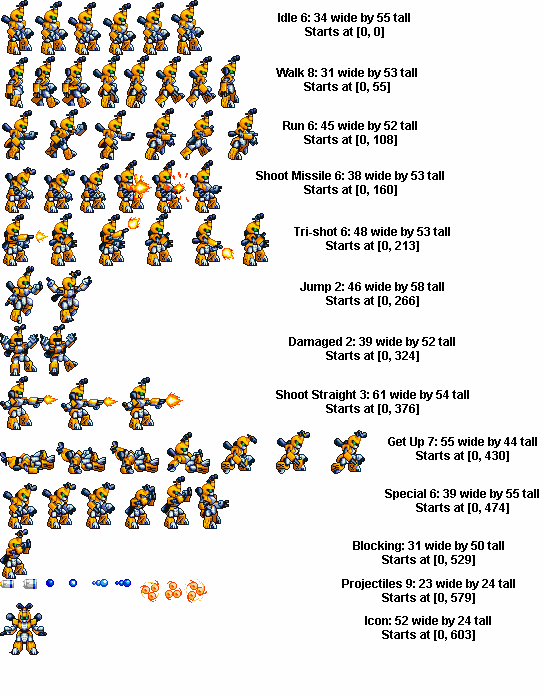 Idle 6: 34 wide by 55 tall
Starts at [0, 0]
Walk 8: 31 wide by 53 tall
Starts at [0, 55]
Run 6: 45 wide by 52 tall
Starts at [0, 108]
Shoot Missile 6: 38 wide by 53 tall
Starts at [0, 160]
Tri-shot 6: 48 wide by 53 tall
Starts at [0, 213]
Jump 2: 46 wide by 58 tall
Starts at [0, 266]
Damaged 2: 39 wide by 52 tall
Starts at [0, 324]
Shoot Straight 3: 61 wide by 54 tall
Starts at [0, 376]
Get Up 7: 55 wide by 44 tall
Starts at [0, 430]
Special 6: 39 wide by 55 tall
Starts at [0, 474]
Blocking: 31 wide by 50 tall
Starts at [0, 529]
Projectiles 9: 23 wide by 24 tall
Starts at [0, 579]
Icon: 52 wide by 24 tall
Starts at [0, 603]